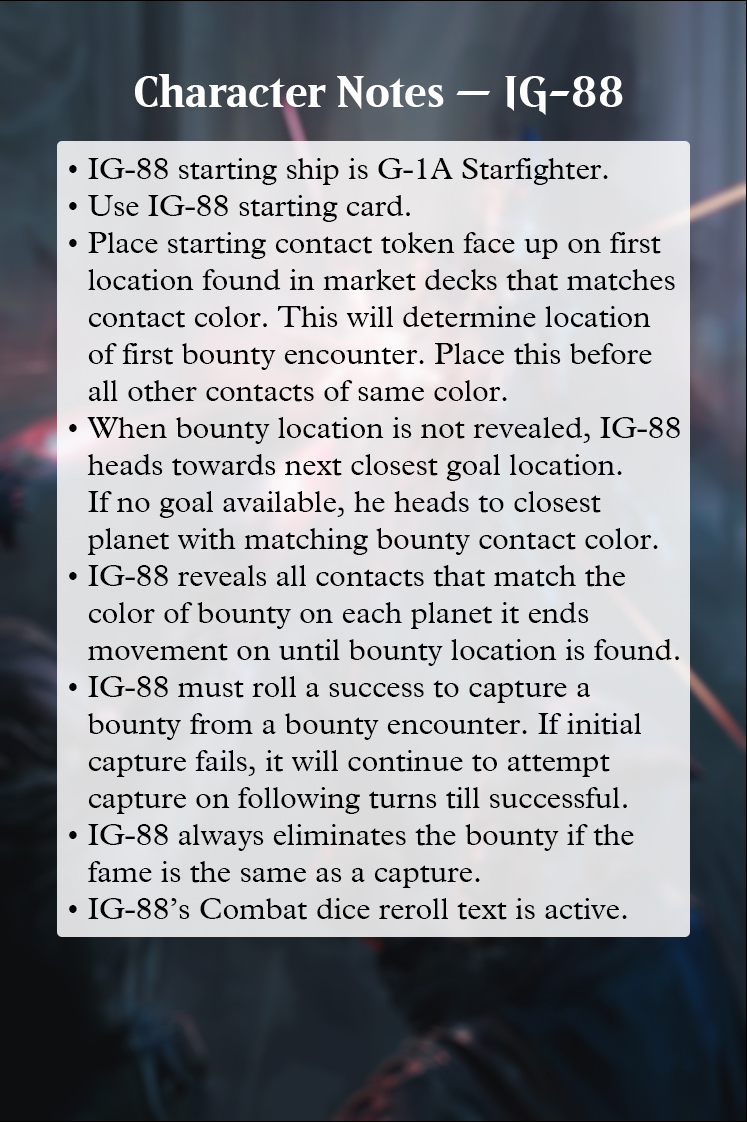 Character Notes — IG-88
• IG-88 starting ship is G-1A Starfighter.
• Use IG-88 starting card.
• Place starting contact token face up on first
location found in market decks that matches
contact color. This will determine location
of first bounty encounter. Place this before
all other contacts of same color.
• When bounty location is not revealed, IG-88
heads towards next closest goal location.
If no goal available, he heads to closest
planet with matching bounty contact color.
• IG-88 reveals all contacts that match the
color of bounty on each planet it ends
movement on until bounty location is found.
• IG-88 must roll a success to capture a
bounty from a bounty encounter. If initial
capture fails, it will continue to attempt
capture on following turns till successful.
• IG-88 always eliminates the bounty if the
fame is the same as a capture.
• IG-88’s Combat dice reroll text is active.